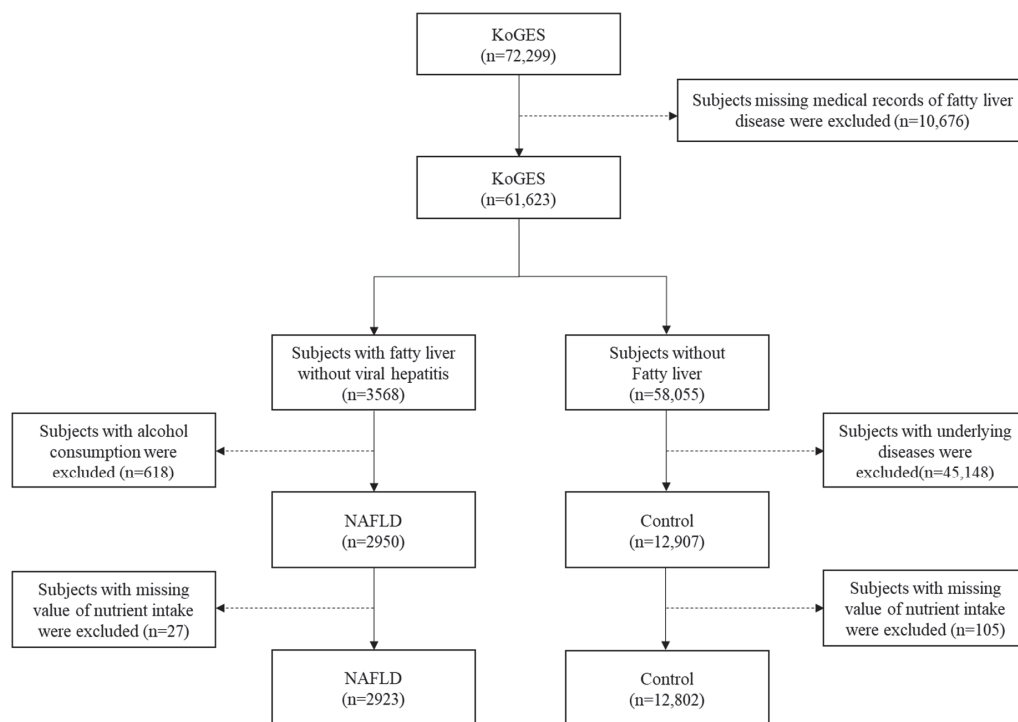 KoGES
(n=72,299)
Subjects missing medical records of fatty liver
disease were excluded (n=10,676)
KoGES
(n=61,623)
Subjects with fatty liver
without viral hepatitis
(n=3568)
Subjects without
Fatty liver
(n=58,055)
Subjects with alcohol
consumption were
excluded (n=618)
Subjects with underlying
diseases were
excluded(n=45,148)
NAFLD
(n=2950)
Control
(n=12,907)
Subjects with missing
value of nutrient intake
were excluded (n=27)
Subjects with missing
value of nutrient intake
were excluded (n=105)
NAFLD
(n=2923)
Control
(n=12,802)